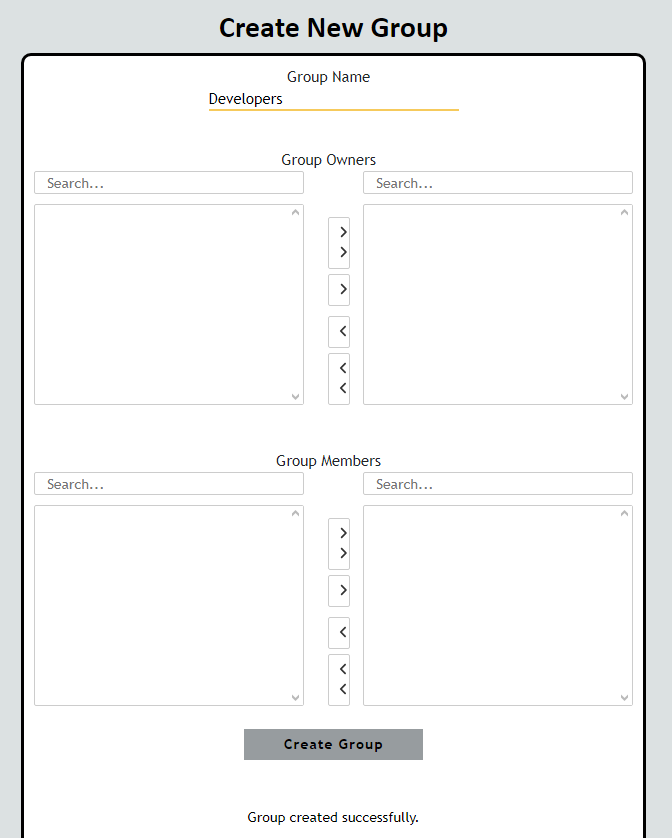 Create New Group
Group Name
Developers
Group Owners
Search...
Search...
>
>
>
<
<
<
Group Members
Search...
Search...
>
>
>
<
<
<
Create Group
Group created successfully.